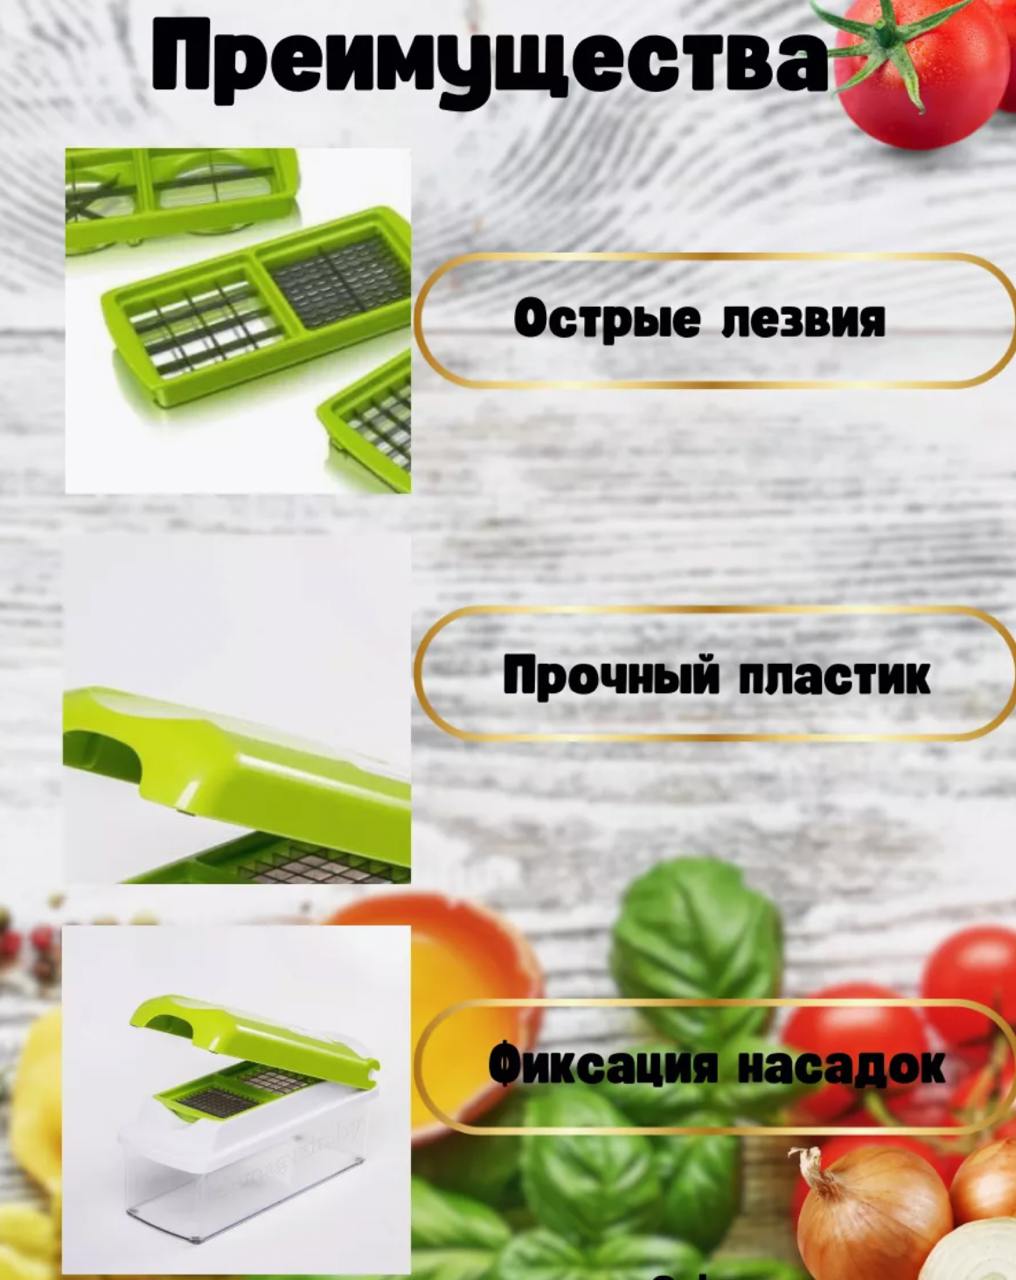 Преимущества
Острые лезвия
Прочный пластик
Фиксация насадок